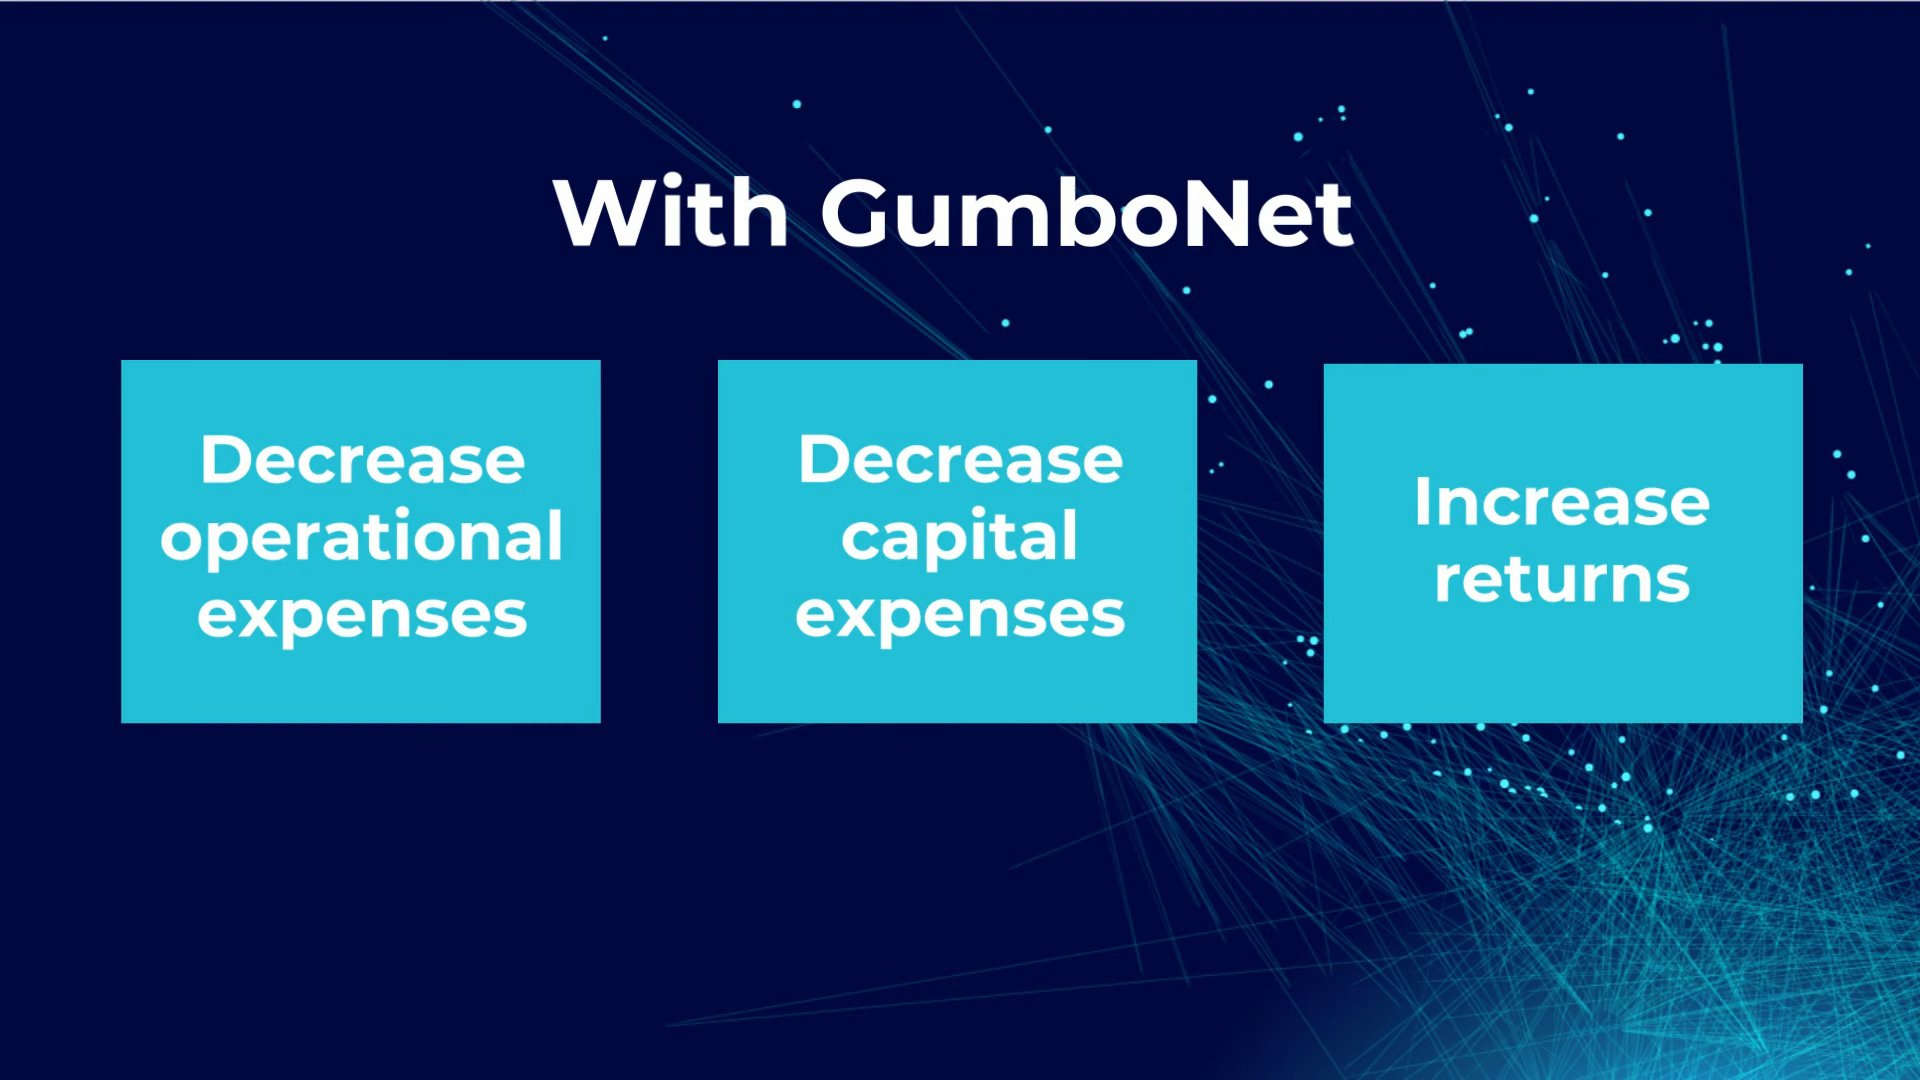 With GumboNet
Decrease
operational
expenses
Decrease
capital
expenses
Increase
returns